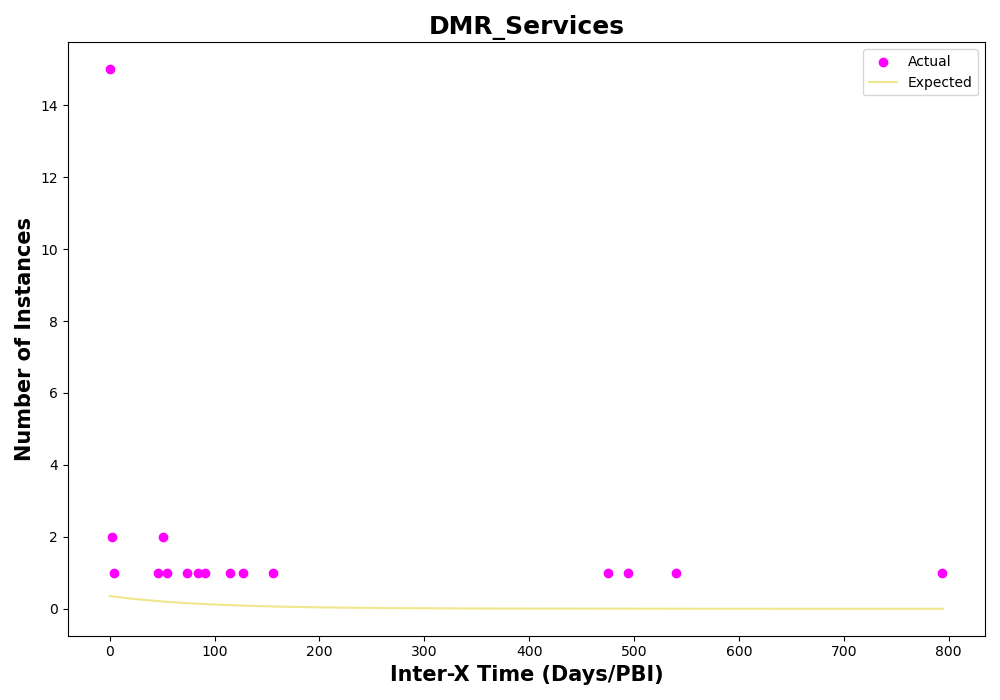 DMR_Services
Actual
Expected
Number of Instances
14
12
10
8
6
4
2
0
0 100 200 300 400 500 600 700 800
Inter-X Time (Days/PBI)